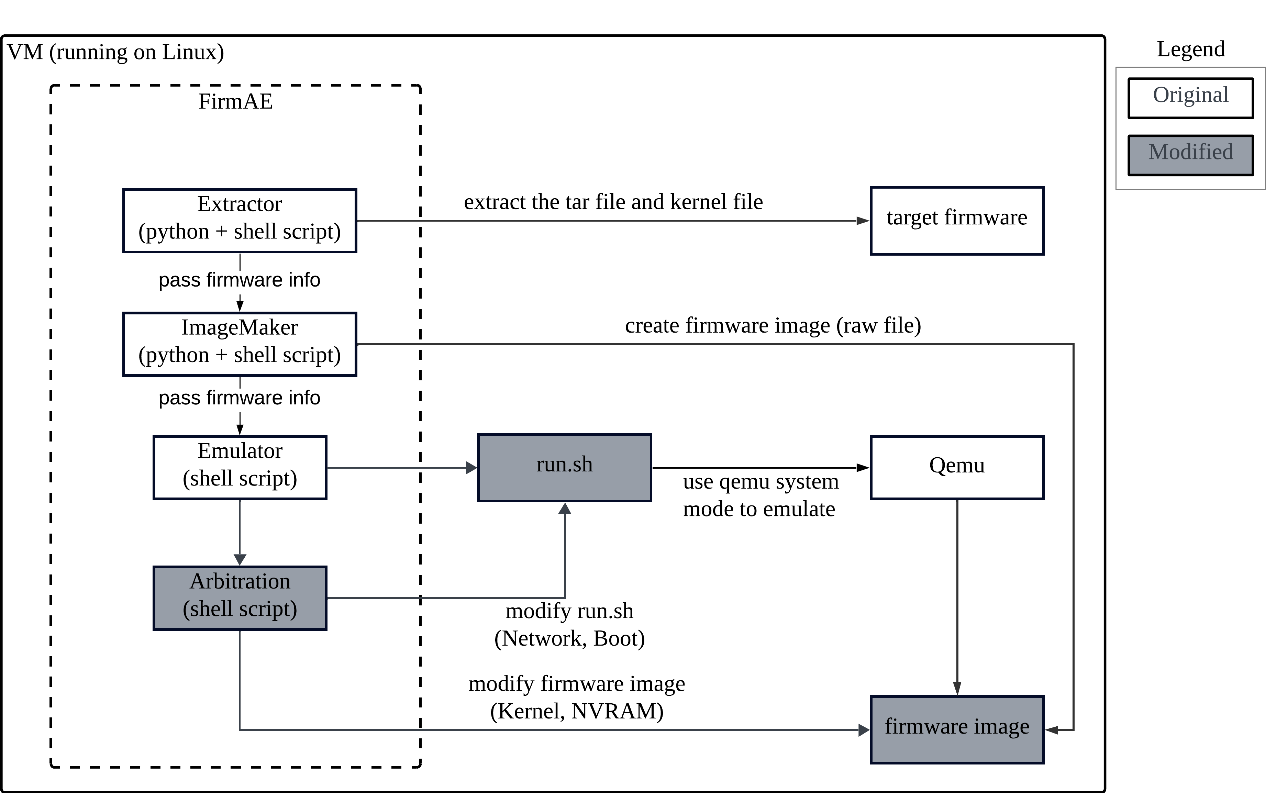 VM (running on Linux)
Legend
Original
Modified
FirmAE
Extractor
(python + shell script)
extract the tar file and kernel file
target firmware
pass firmware info
ImageMaker
(python + shell script)
create firmware image (raw file)
pass firmware info
Emulator
(shell script)
run.sh
use qemu system
mode to emulate
Qemu
Arbitration
(shell script)
modify run.sh
(Network, Boot)
modify firmware image
(Kernel, NVRAM)
firmware image